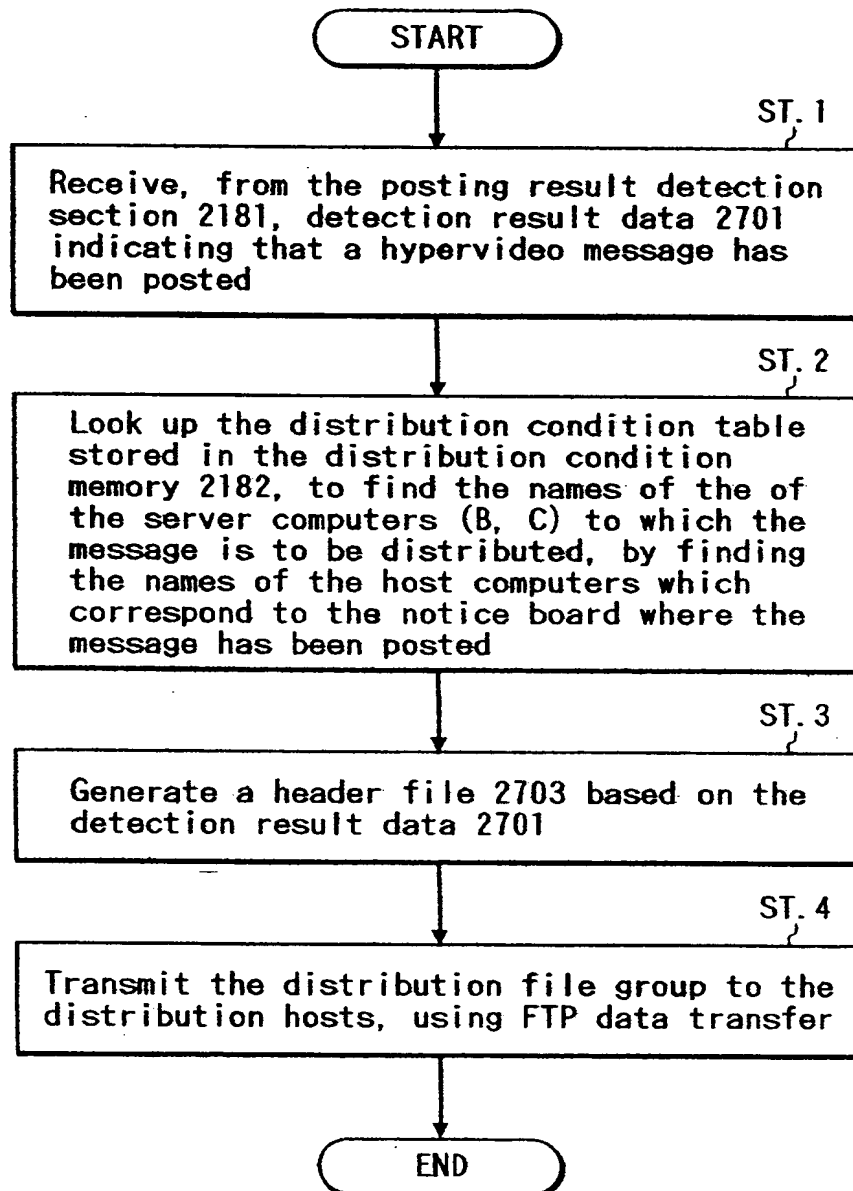 START
ST. 1
Receive, from the posting result detection
section 2181, detection result data 2701
indicating that a hypervideo message has
been posted
ST. 2
Look up the distribution condition table
stored in the distribution condition
memory 2182, to find the names of the of
the server computers (B, C) to which the
message is to be distributed, by finding
the names of the host computers which
correspond to the notice board where the
message has been posted
ST. 3
Generate a header file 2703 based on the
detection result data 2701
ST. 4
Transmit the distribution file group to the
distribution hosts, using FTP data transfer
END